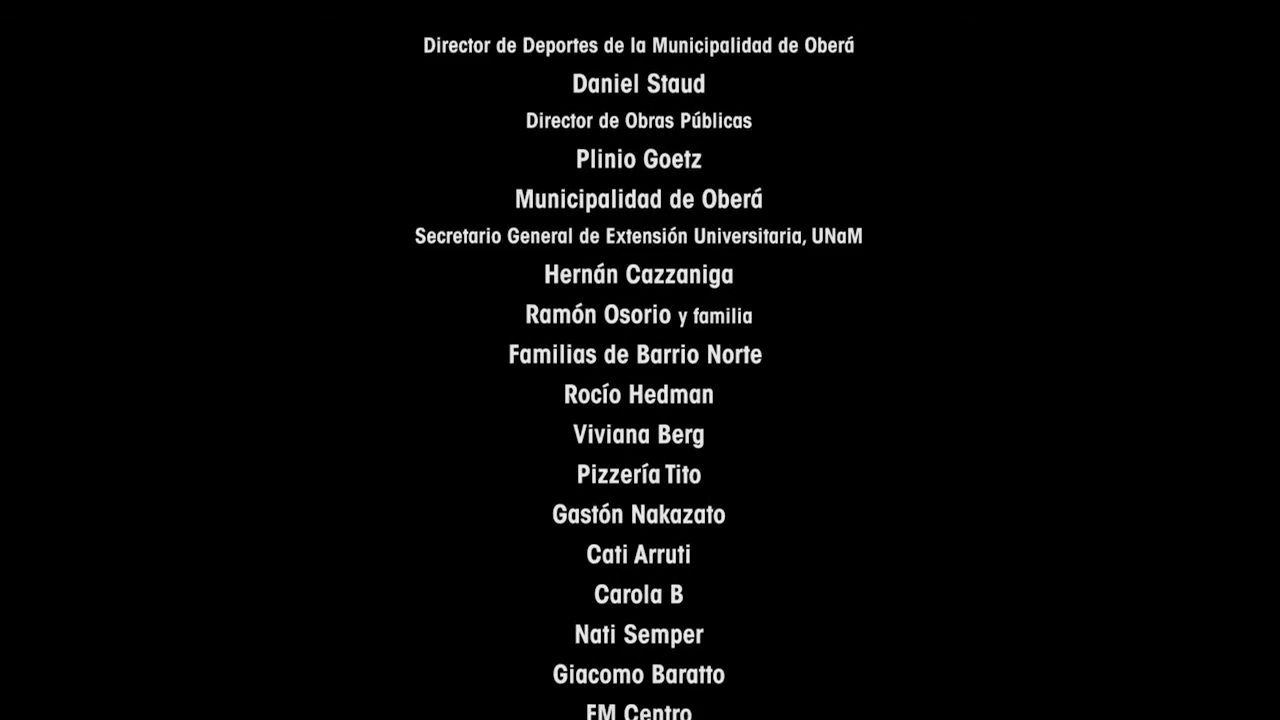 Director de Deportes de la Municipalidad de Oberá
Daniel Staud
Director de Obras Públicas
Plinio Goetz
Municipalidad de Oberá
Secretario General de Extensión Universitaria, UNaM
Hernán Cazzaniga
Ramón Osorio y familia
Familias de Barrio Norte
Rocío Hedman
Viviana Berg
Pizzería Tito
Gastón Nakazato
Cati Arruti
Carola B
Nati Semper
Giacomo Baratto
FM Centro